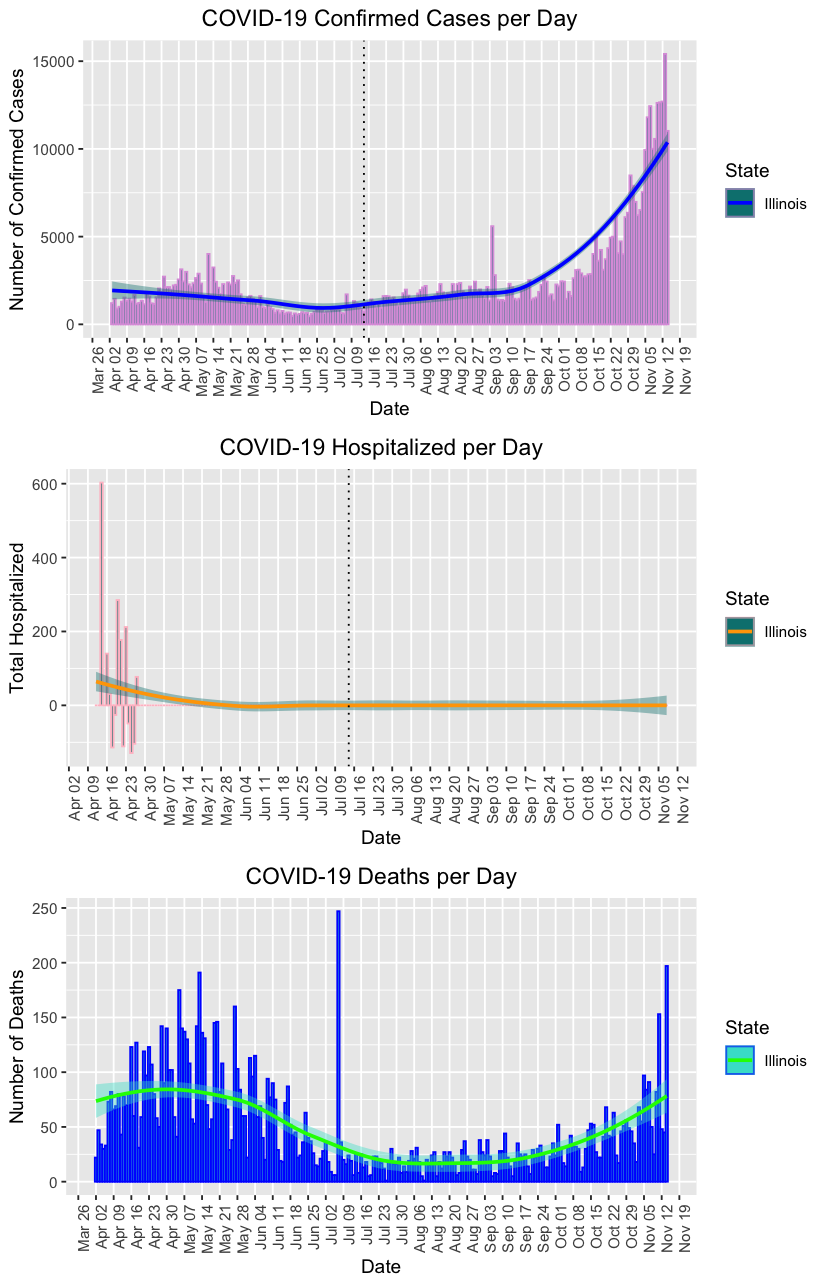 COVID-19 Confirmed Cases per Day
15000
10000
5000
0
Number of Confirmed Cases
Mar 26
Apr 02
Apr 09
Apr 16
Apr 23
Apr 30
May 07
May 14
May 21
May 28
Jun 04
Jun 11
Jun 18
Jun 25
Jul 02
Jul 09
Jul 16
Jul 23
Jul 30
Aug 06
Aug 13
Aug 20
Aug 27
Sep 03
Sep 10
Sep 17
Sep 24
Oct 01
Oct 08
Oct 15
Oct 22
Oct 29
Nov 05
Nov 12
Nov 19
Date
State
Illinois
COVID-19 Hospitalized per Day
600
400
200
0
Total Hospitalized
Apr 02
Apr 09
Apr 16
Apr 23
Apr 30
May 07
May 14
May 21
May 28
Jun 04
Jun 11
Jun 18
Jun 25
Jul 02
Jul 09
Jul 16
Jul 23
Jul 30
Aug 06
Aug 13
Aug 20
Aug 27
Sep 03
Sep 10
Sep 17
Sep 24
Oct 01
Oct 08
Oct 15
Oct 22
Oct 29
Nov 05
Nov 12
Date
State
Illinois
COVID-19 Deaths per Day
250
200
150
100
50
0
Number of Deaths
Mar 26
Apr 02
Apr 09
Apr 16
Apr 23
Apr 30
May 07
May 14
May 21
May 28
Jun 04
Jun 11
Jun 18
Jun 25
Jul 02
Jul 09
Jul 16
Jul 23
Jul 30
Aug 06
Aug 13
Aug 20
Aug 27
Sep 03
Sep 10
Sep 17
Sep 24
Oct 01
Oct 08
Oct 15
Oct 22
Oct 29
Nov 05
Nov 12
Nov 19
Date
State
Illinois